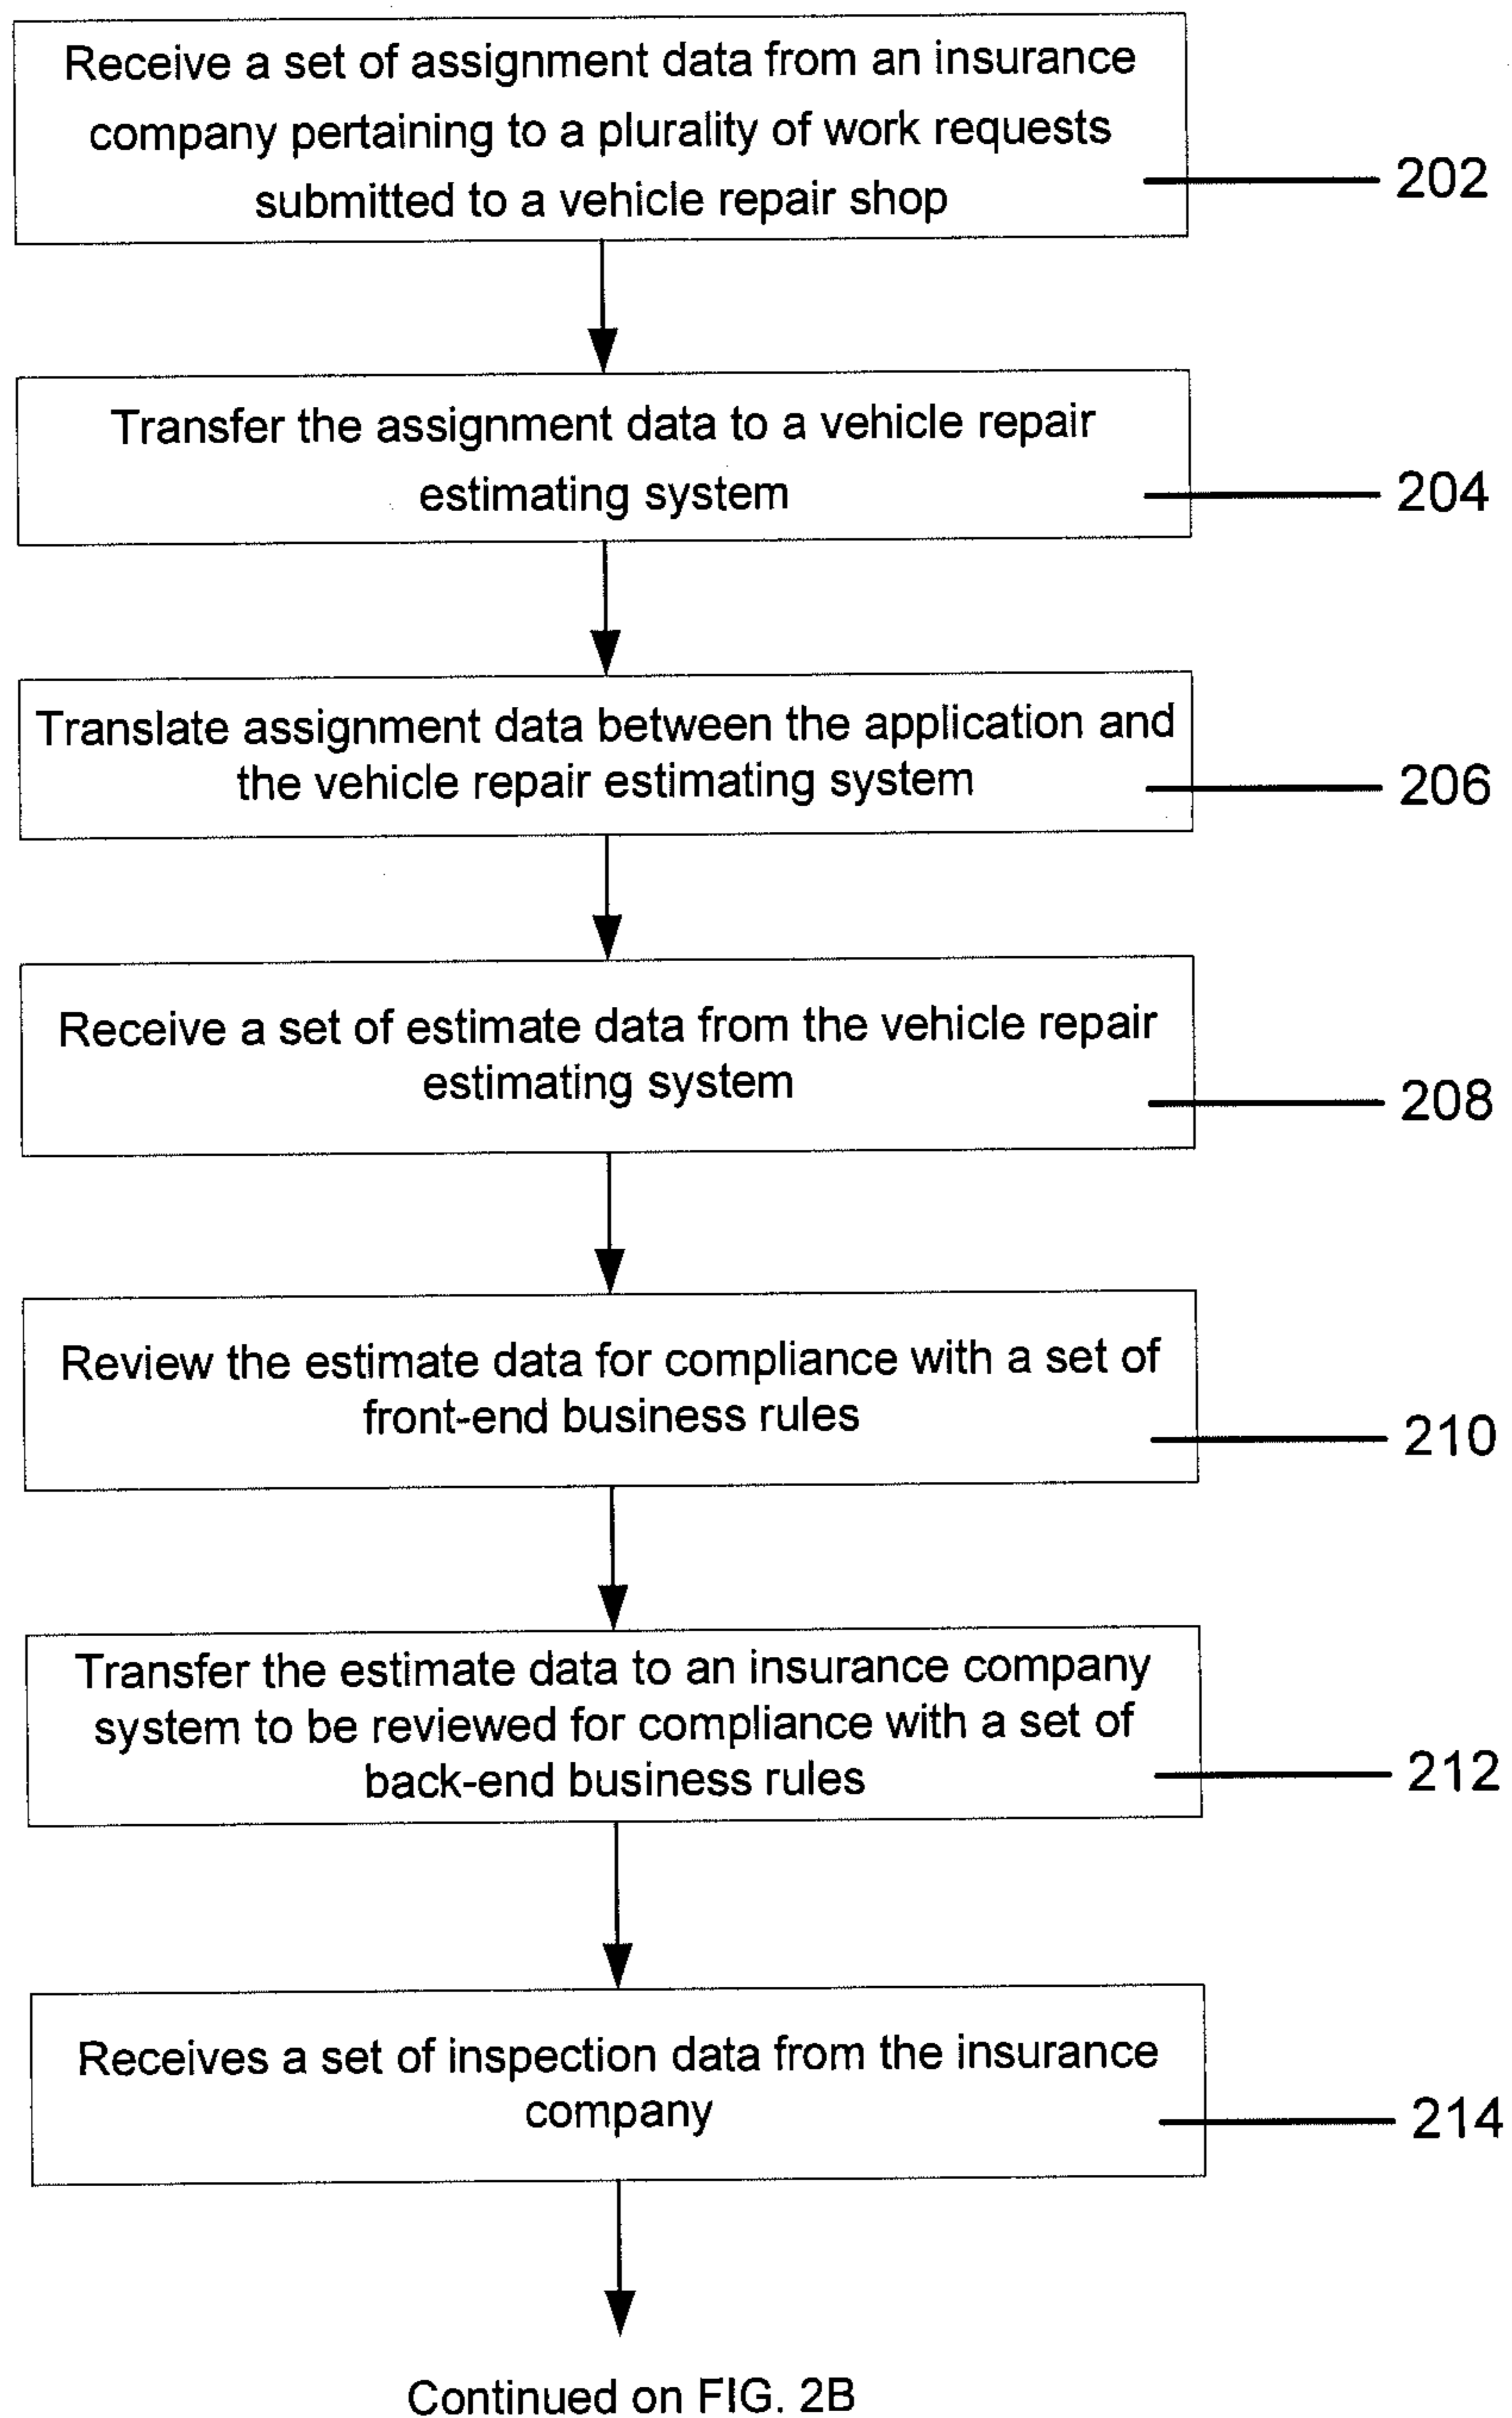 Receive a set of assignment data from an insurance
company pertaining to a plurality of work requests
submitted to a vehicle repair shop
202
Transfer the assignment data to a vehicle repair
estimating system
204
Translate assignment data between the application and
the vehicle repair estimating system
206
Receive a set of estimate data from the vehicle repair
estimating system
208
Review the estimate data for compliance with a set of
front-end business rules
210
Transfer the estimate data to an insurance company
system to be reviewed for compliance with a set of
back-end business rules
212
Receives a set of inspection data from the insurance
company
214
Continued on FIG. 2B